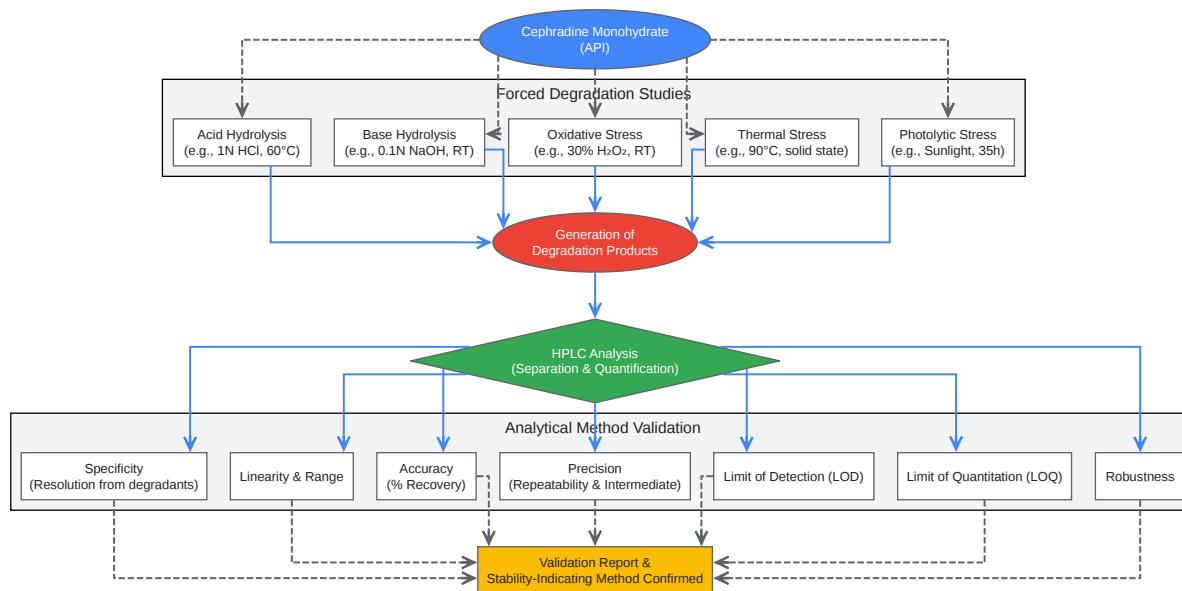 Cephradine Monohydrate
(API)
Forced Degradation Studies
Acid Hydrolysis
(e.g., 1N HCl, 60°C)
Base Hydrolysis
(e.g., 0.1N NaOH, RT)
Oxidative Stress
(e.g., 30% H₂O₂, RT)
Thermal Stress
(e.g., 90°C, solid state)
Photolytic Stress
(e.g., Sunlight, 35h)
Generation of
Degradation Products
HPLC Analysis
(Separation & Quantification)
Analytical Method Validation
Specificity
(Resolution from degradants)
Linearity & Range
Accuracy
(% Recovery)
Precision
(Repeatability & Intermediate)
Limit of Detection (LOD)
Limit of Quantitation (LOQ)
Robustness
Validation Report &
Stability-Indicating Method Confirmed